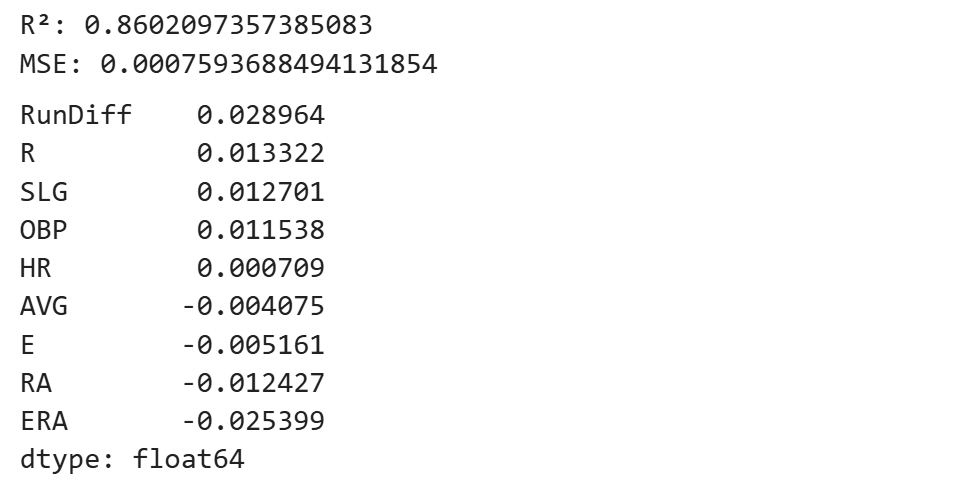 R²: 0.8602097357385083
MSE: 0.0007593688494131854
RunDiff    0.028964
R          0.013322
SLG        0.012701
OBP        0.011538
HR         0.000709
AVG       -0.004075
E         -0.005161
RA        -0.012427
ERA       -0.025399
dtype: float64